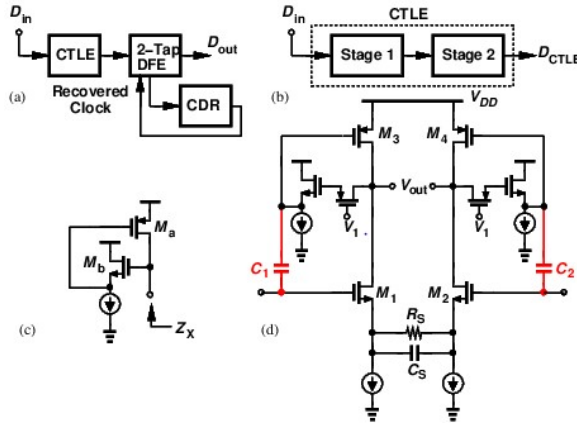 D_in
CTLE
2-Tap
DFE
D_out
Recovered
Clock
CDR
(a)
CTLE
D_in
Stage 1
Stage 2
D_CTLE
(b)
V_DD
M_3
M_4
V_out
V_1
V_1
.
C_1
C_2
M_1
M_2
R_S
C_S
(d)
M_a
M_b
Z_X
(c)